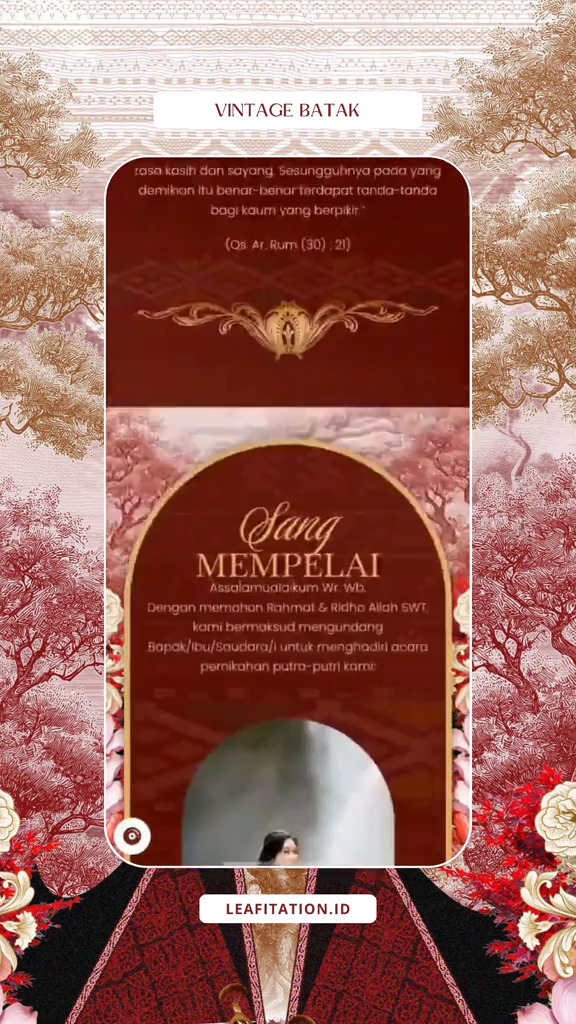 VINTAGE BATAK
rasa kasih dan sayang. Sesungguhnya pada yang
demikian itu benar-benar terdapat tanda-tanda
bagi kaum yang berpikir."
(Qs. Ar. Rum (30) : 21)
Sang
MEMPELAI
Assalamualaikum Wr. Wb.
Dengan memohon Rahmat & Ridho Allah SWT,
kami bermaksud mengundang
Bapak/Ibu/Saudara/i untuk menghadiri acara
pernikahan putra-putri kami:
LEAFITATION.ID